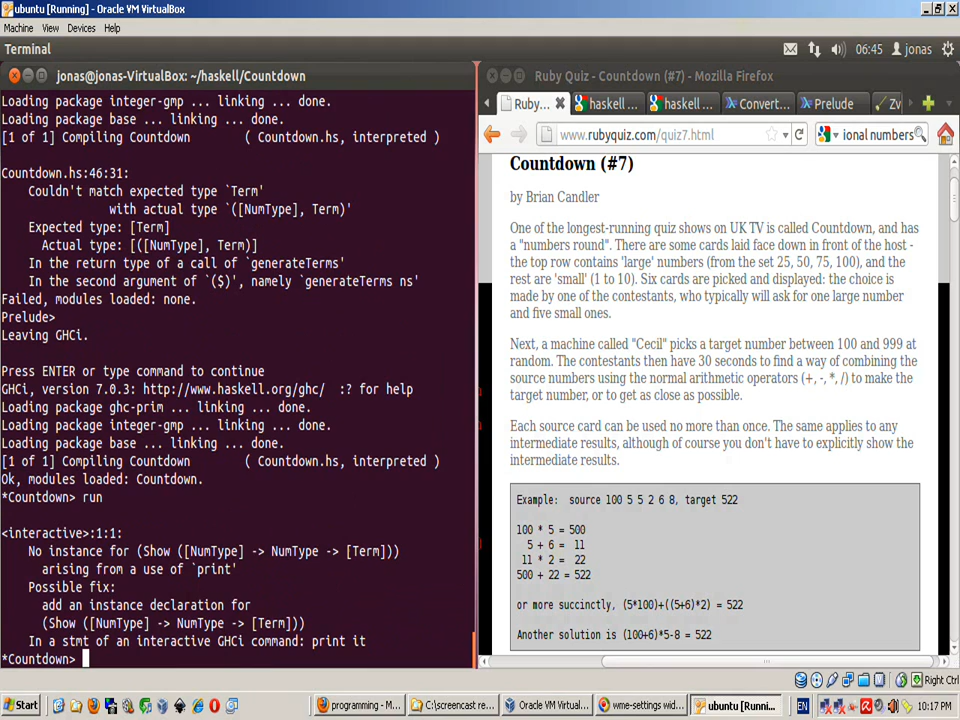 ubuntu [Running] - Oracle VM VirtualBox
Machine View Devices Help
Terminal
06:45 jonas
jonas@jonas-VirtualBox: ~/haskell/Countdown
Loading package integer-gmp ... linking ... done.
Loading package base ... linking ... done.
[1 of 1] Compiling Countdown ( Countdown.hs, interpreted )
Countdown.hs:46:31:
Couldn't match expected type `Term'
with actual type `([NumType], Term)'
Expected type: [Term]
Actual type: [([NumType], Term)]
In the return type of a call of `generateTerms'
In the second argument of `($)', namely `generateTerms ns'
Failed, modules loaded: none.
Prelude>
Leaving GHCi.
Press ENTER or type command to continue
GHCi, version 7.0.3: http://www.haskell.org/ghc/ :? for help
Loading package ghc-prim ... linking ... done.
Loading package integer-gmp ... linking ... done.
Loading package base ... linking ... done.
[1 of 1] Compiling Countdown ( Countdown.hs, interpreted )
Ok, modules loaded: Countdown.
*Countdown> run
<interactive>:1:1:
No instance for (Show ([NumType] -> NumType -> [Term]))
arising from a use of `print'
Possible fix:
add an instance declaration for
(Show ([NumType] -> NumType -> [Term]))
In a stmt of an interactive GHCi command: print it
*Countdown>
Ruby Quiz - Countdown (#7) - Mozilla Firefox
Ruby... haskell ... haskell ... Convert... Prelude Zv
www.rubyquiz.com/quiz7.html
ional numbers
Countdown (#7)
by Brian Candler
One of the longest-running quiz shows on UK TV is called Countdown, and has
a "numbers round". There are some cards laid face down in front of the host -
the top row contains 'large' numbers (from the set 25, 50, 75, 100), and the
rest are 'small' (1 to 10). Six cards are picked and displayed: the choice is
made by one of the contestants, who typically will ask for one large number
and five small ones.
Next, a machine called "Cecil" picks a target number between 100 and 999 at
random. The contestants then have 30 seconds to find a way of combining the
source numbers using the normal arithmetic operators (+, -, *, /) to make the
target number, or to get as close as possible.
Each source card can be used no more than once. The same applies to any
intermediate results, although of course you don't have to explicitly show the
intermediate results.
Example: source 100 5 5 2 6 8, target 522
100 * 5 = 500
5 + 6 = 11
11 * 2 = 22
500 + 22 = 522
or more succinctly, (5*100)+((5+6)*2) = 522
Another solution is (100+6)*5-8 = 522
Right Ctrl
Start
programming - M...
C:\screencast re...
Oracle VM Virtual...
wme-settings wid...
ubuntu [Runni...
EN
10:17 PM